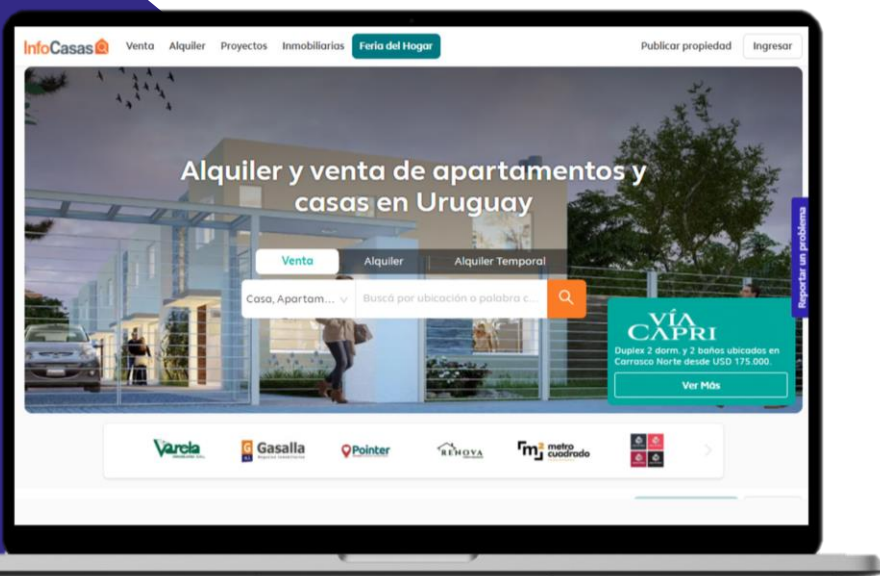 InfoCasas
Venta Alquiler Proyectos Inmobiliarias Feria del Hogar Publicar propiedad Ingresar
Alquiler y venta de apartamentos y
casas en Uruguay
Venta Alquiler Alquiler Temporal
Casa, Apartam... Buscá por ubicación o palabra c...
Reportar un problema
VÍA
CAPRI
Duplex 2 dorm. y 2 baños ubicados en
Carrasco Norte desde USD 175.000.
Ver Más
Varela
Gasalla
Pointer
RENOVA
m2 metro
cuadrado